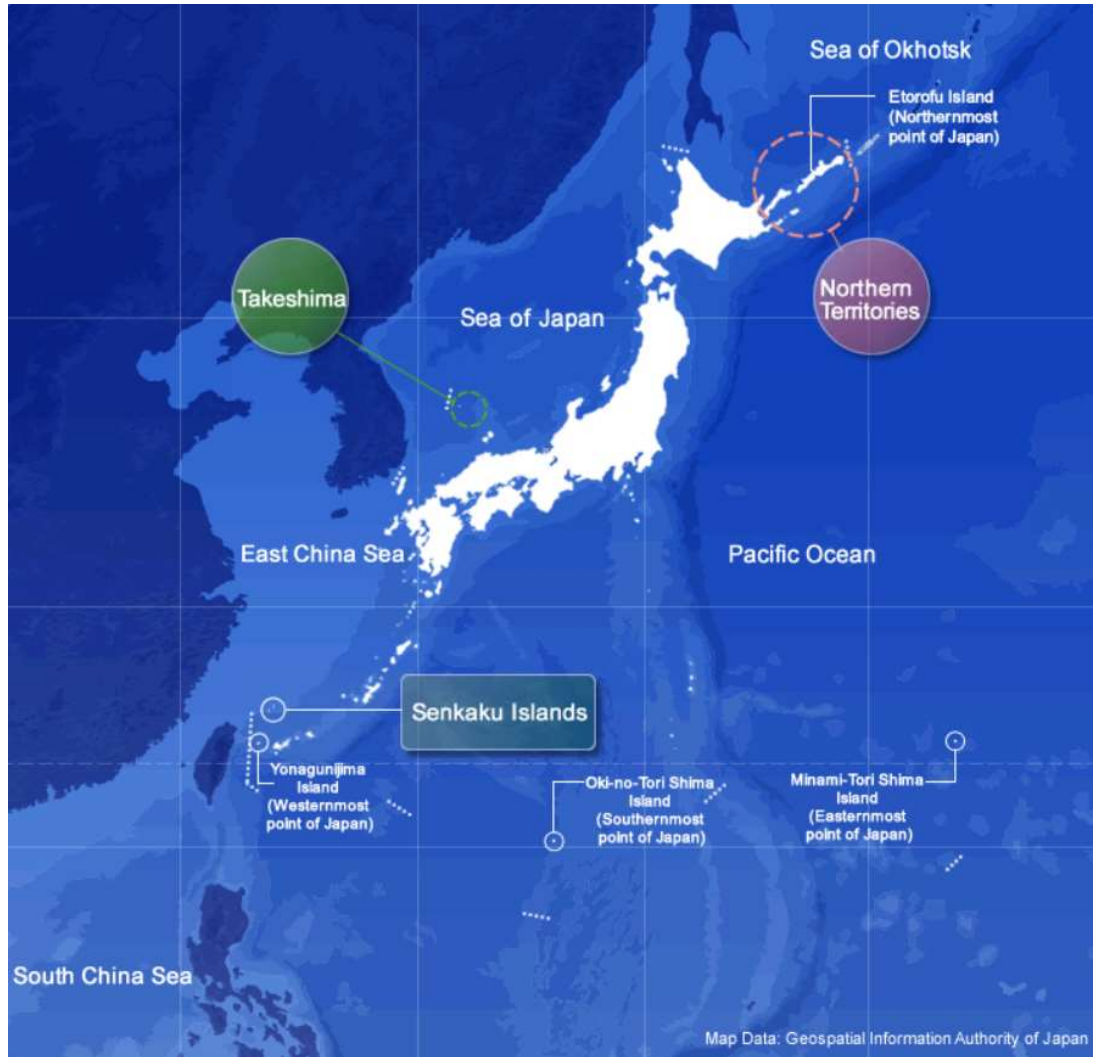 Sea of Okhotsk
Etorofu Island
(Northernmost
point of Japan)
Takeshima
Northern
Territories
Sea of Japan
East China Sea
Pacific Ocean
Senkaku Islands
Yonagunijima
Island
(Westernmost
point of Japan)
Oki-no-Tori Shima
Island
(Southernmost
point of Japan)
Minami-Tori Shima
Island
(Easternmost
point of Japan)
South China Sea
Map Data: Geospatial Information Authority of Japan